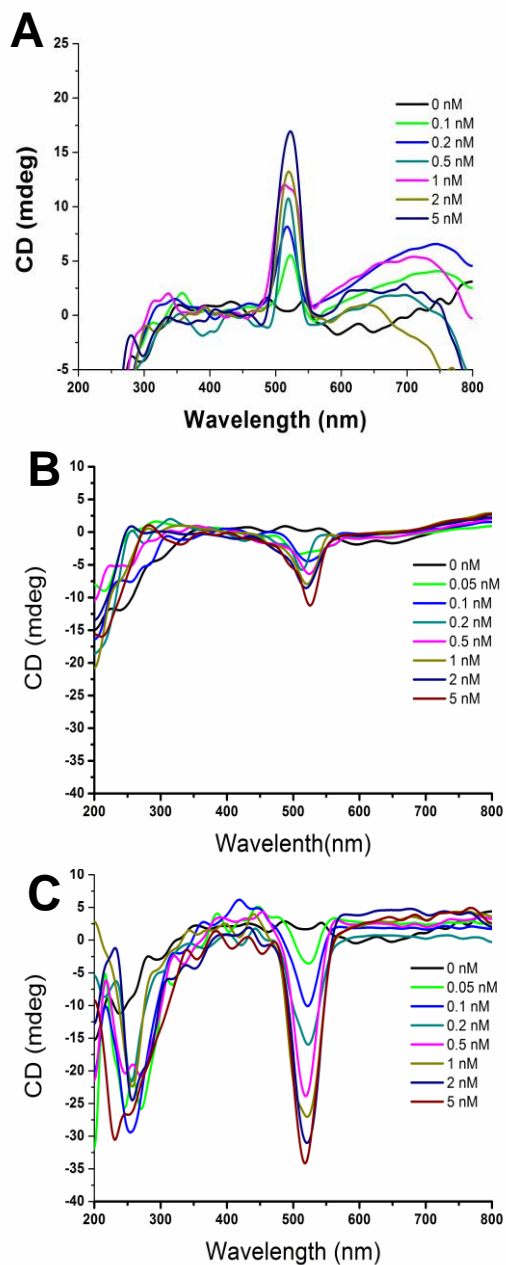 A
25
20
15
10
5
0
-5
CD (mdeg)
0 nM
0.1 nM
0.2 nM
0.5 nM
1 nM
2 nM
5 nM
200 300 400 500 600 700 800
Wavelength (nm)
B
10
5
0
-5
-10
-15
-20
-25
-30
-35
-40
CD (mdeg)
0 nM
0.05 nM
0.1 nM
0.2 nM
0.5 nM
1 nM
2 nM
5 nM
200 300 400 500 600 700 800
Wavelenth(nm)
C
10
5
0
-5
-10
-15
-20
-25
-30
-35
-40
CD (mdeg)
0 nM
0.05 nM
0.1 nM
0.2 nM
0.5 nM
1 nM
2 nM
5 nM
200 300 400 500 600 700 800
Wavelength (nm)